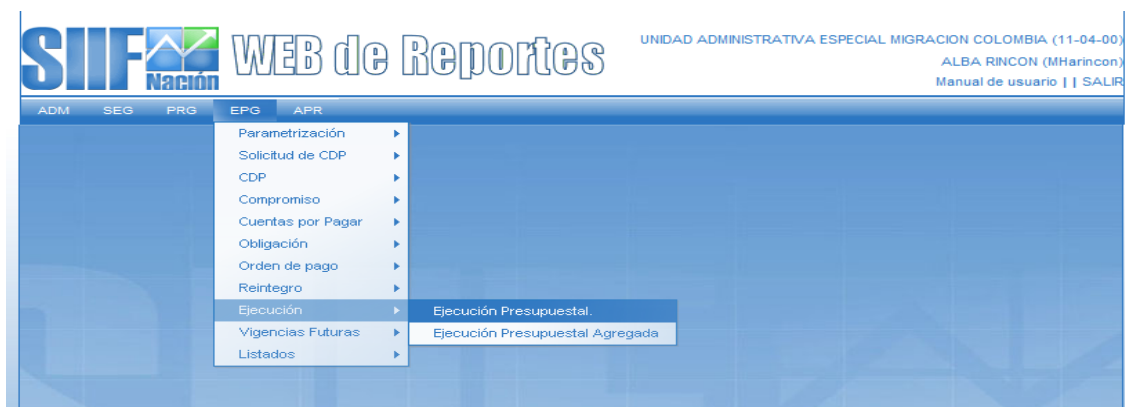 SIIF Nación WEB de Reportes
UNIDAD ADMINISTRATIVA ESPECIAL MIGRACION COLOMBIA (11-04-00)
ALBA RINCON (MHarincon)
Manual de usuario | | SALIR
ADM SEG PRG EPG APR
Parametrización
Solicitud de CDP
CDP
Compromiso
Cuentas por Pagar
Obligación
Orden de pago
Reintegro
Ejecución
Ejecución Presupuestal.
Vigencias Futuras
Ejecución Presupuestal Agregada
Listados